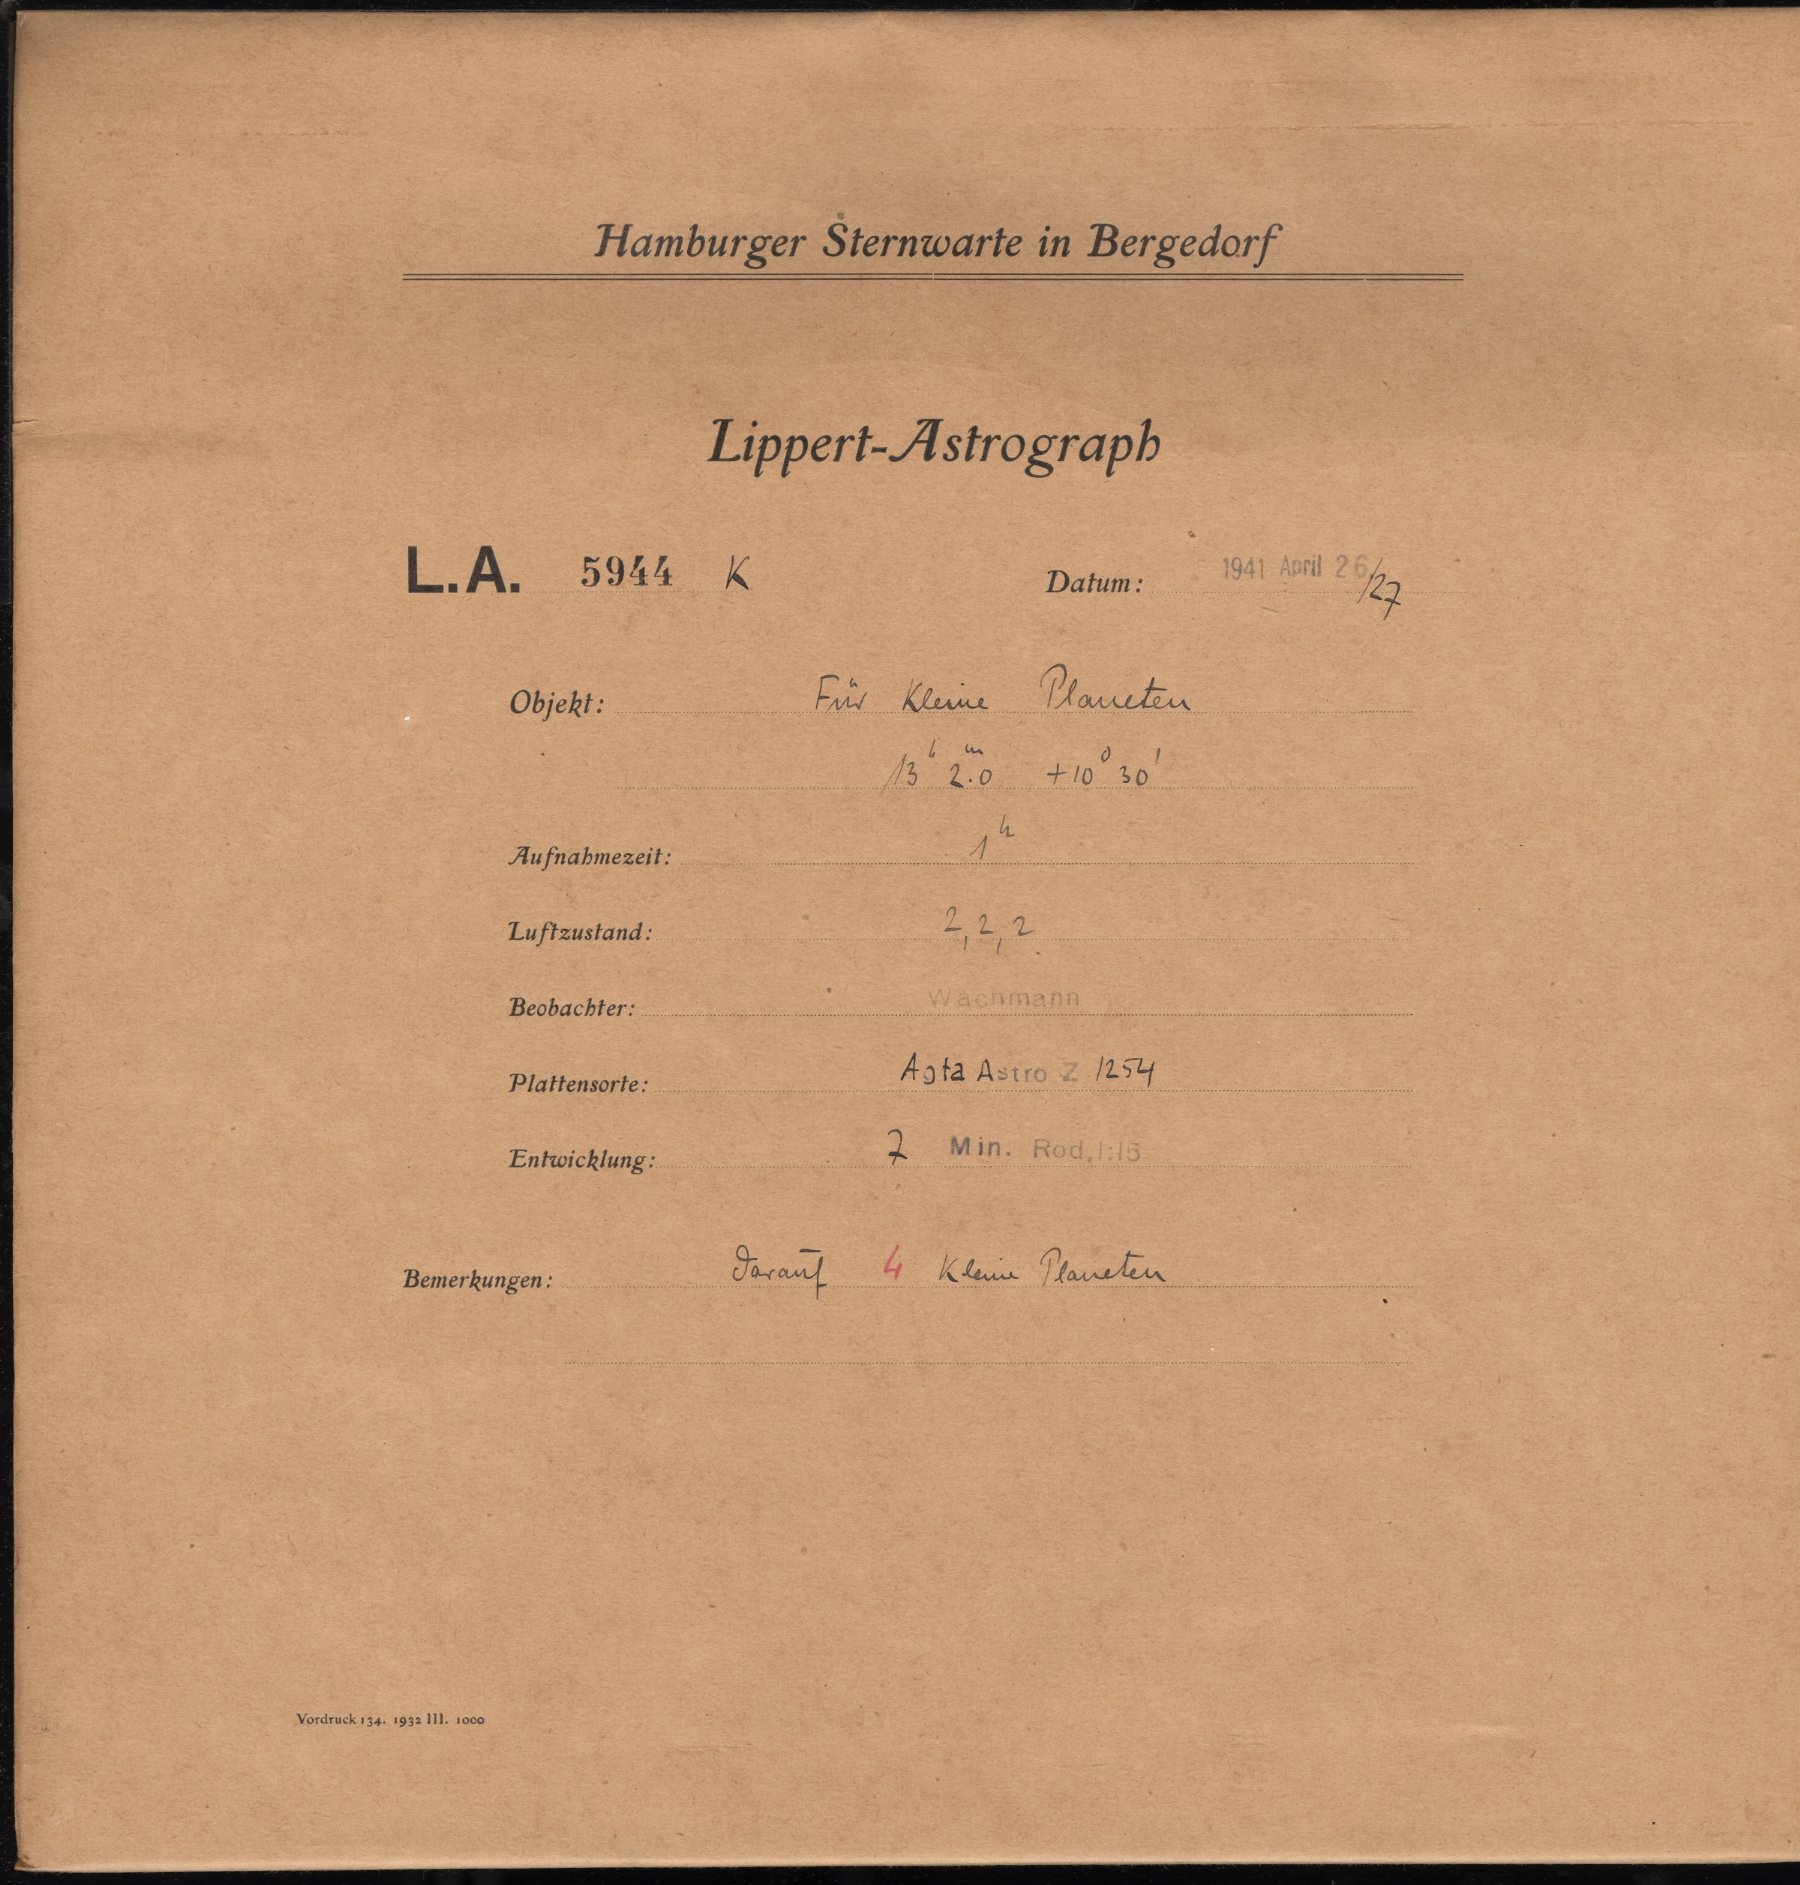 Hamburger Sternwarte in Bergedorf
Lippert-Astrograph
L.A. 5944 K Datum: 1941 April 26/27
Objekt: Für Kleine Planeten
13ʰ 2.0ᵐ +10° 30'
Aufnahmezeit: 1ʰ
Luftzustand: 2, 2, 2
Beobachter: Wachmann
Plattensorte: Agfa Astro Z 1254
Entwicklung: 7 Min. Rod. 1:15
Bemerkungen: darauf 4 Kleine Planeten
Vordruck 134. 1932 III. 1000